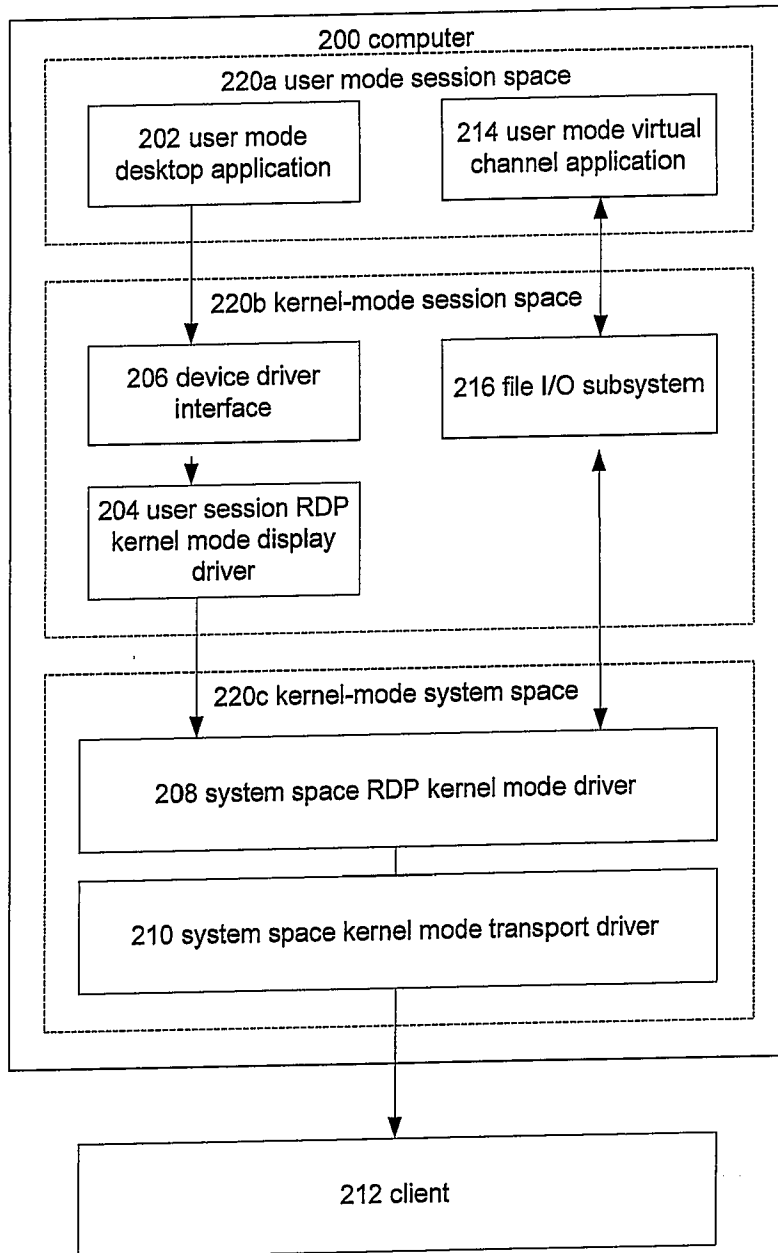 200 computer
220a user mode session space
202 user mode
desktop application
214 user mode virtual
channel application
220b kernel-mode session space
206 device driver
interface
216 file I/O subsystem
204 user session RDP
kernel mode display
driver
220c kernel-mode system space
208 system space RDP kernel mode driver
210 system space kernel mode transport driver
212 client